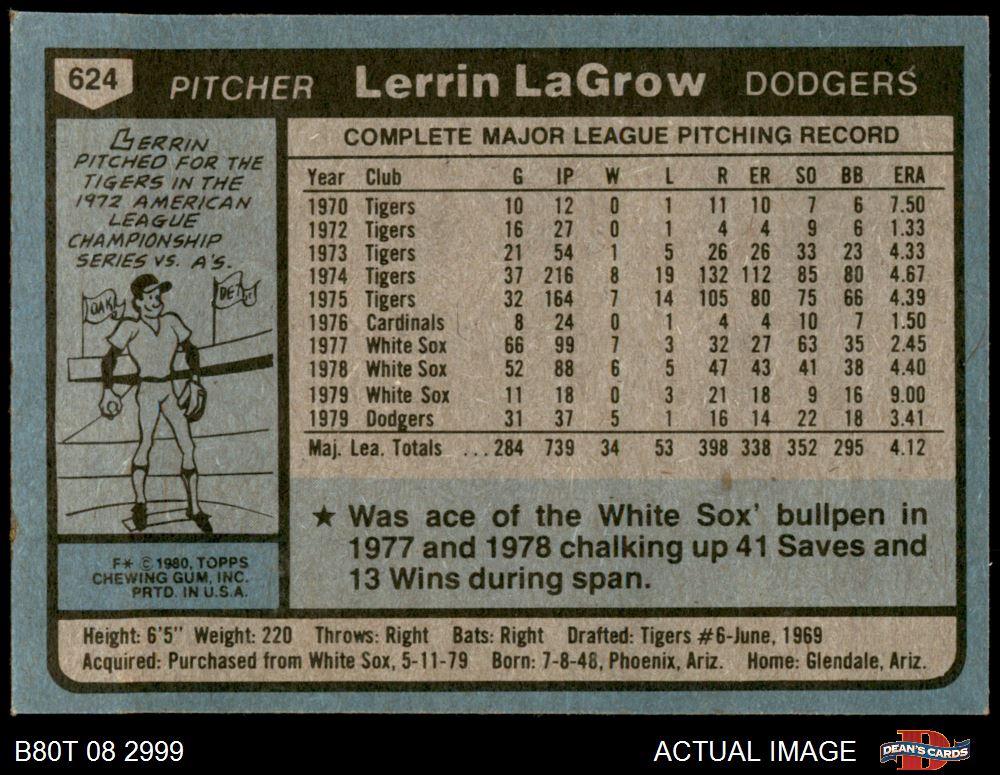 624 PITCHER Lerrin LaGrow DODGERS
LERRIN
PITCHED FOR THE
TIGERS IN THE
1972 AMERICAN
LEAGUE
CHAMPIONSHIP
SERIES VS. A'S.
OAK.
DET.
F* © 1980, TOPPS
CHEWING GUM, INC.
PRTD. IN U.S.A.
COMPLETE MAJOR LEAGUE PITCHING RECORD
Year Club G IP W L R ER SO BB ERA
1970 Tigers 10 12 0 1 11 10 7 6 7.50
1972 Tigers 16 27 0 1 4 4 9 6 1.33
1973 Tigers 21 54 1 5 26 26 33 23 4.33
1974 Tigers 37 216 8 19 132 112 85 80 4.67
1975 Tigers 32 164 7 14 105 80 75 66 4.39
1976 Cardinals 8 24 0 1 4 4 10 7 1.50
1977 White Sox 66 99 7 3 32 27 63 35 2.45
1978 White Sox 52 88 6 5 47 43 41 38 4.40
1979 White Sox 11 18 0 3 21 18 9 16 9.00
1979 Dodgers 31 37 5 1 16 14 22 18 3.41
Maj. Lea. Totals ... 284 739 34 53 398 338 352 295 4.12
★ Was ace of the White Sox' bullpen in
1977 and 1978 chalking up 41 Saves and
13 Wins during span.
Height: 6'5" Weight: 220 Throws: Right Bats: Right Drafted: Tigers #6-June, 1969
Acquired: Purchased from White Sox, 5-11-79 Born: 7-8-48, Phoenix, Ariz. Home: Glendale, Ariz.
B80T 08 2999 ACTUAL IMAGE DEAN'S CARDS